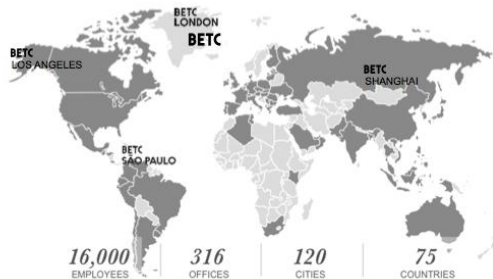 BETC
LONDON
BETC
BETC
LOS ANGELES
BETC
SHANGHAI
BETC
SÃO PAULO
16,000
EMPLOYEES
316
OFFICES
120
CITIES
75
COUNTRIES